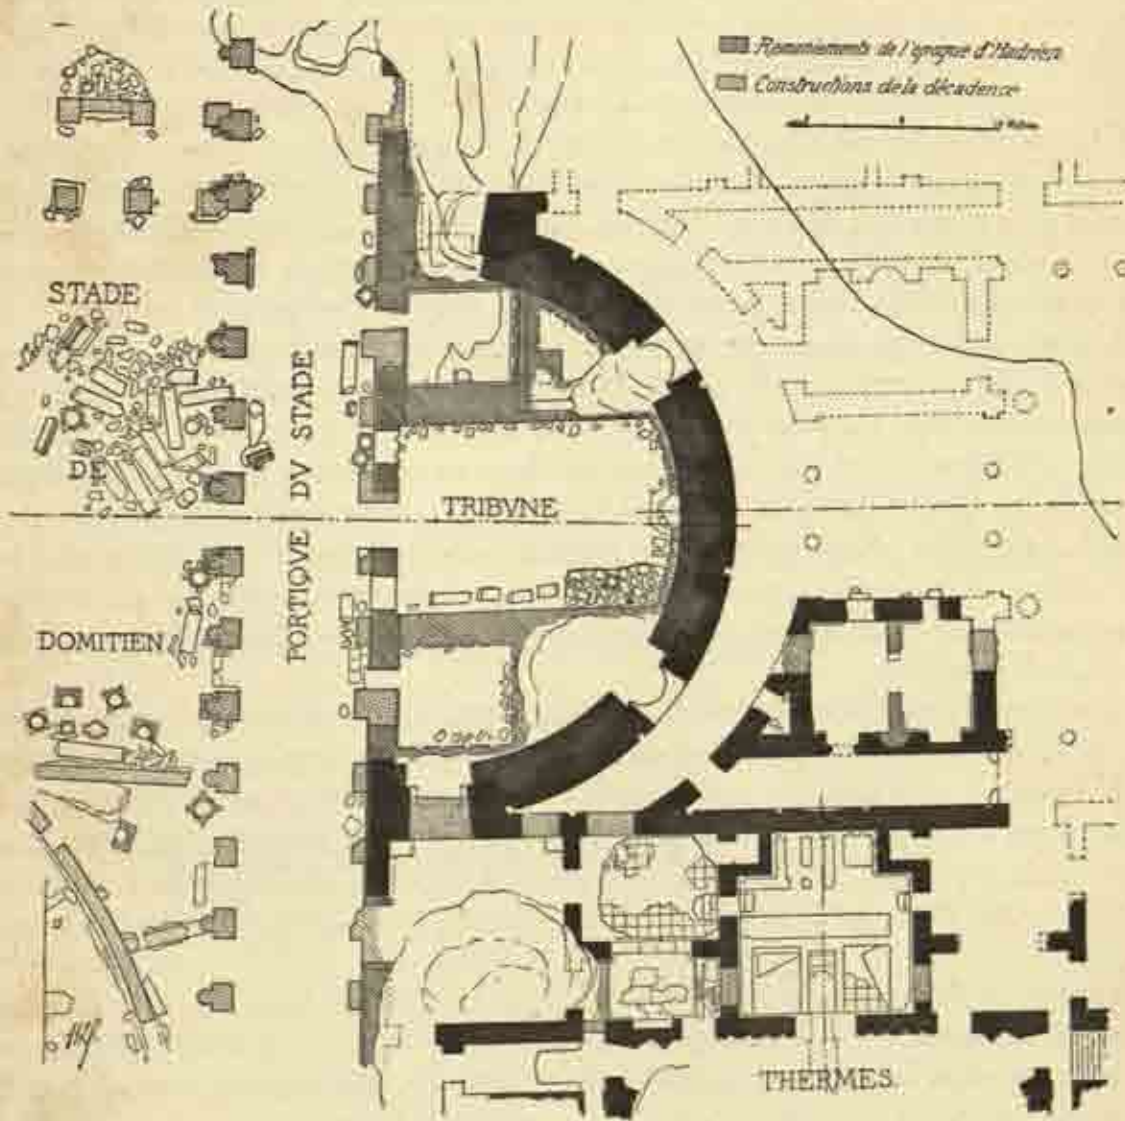 Remaniements de l'époque d'Hadrien
Constructions de la décadence
STADE
DE
DOMITIEN
PORTIQVE DV STADE
TRIBVNE
THERMES.